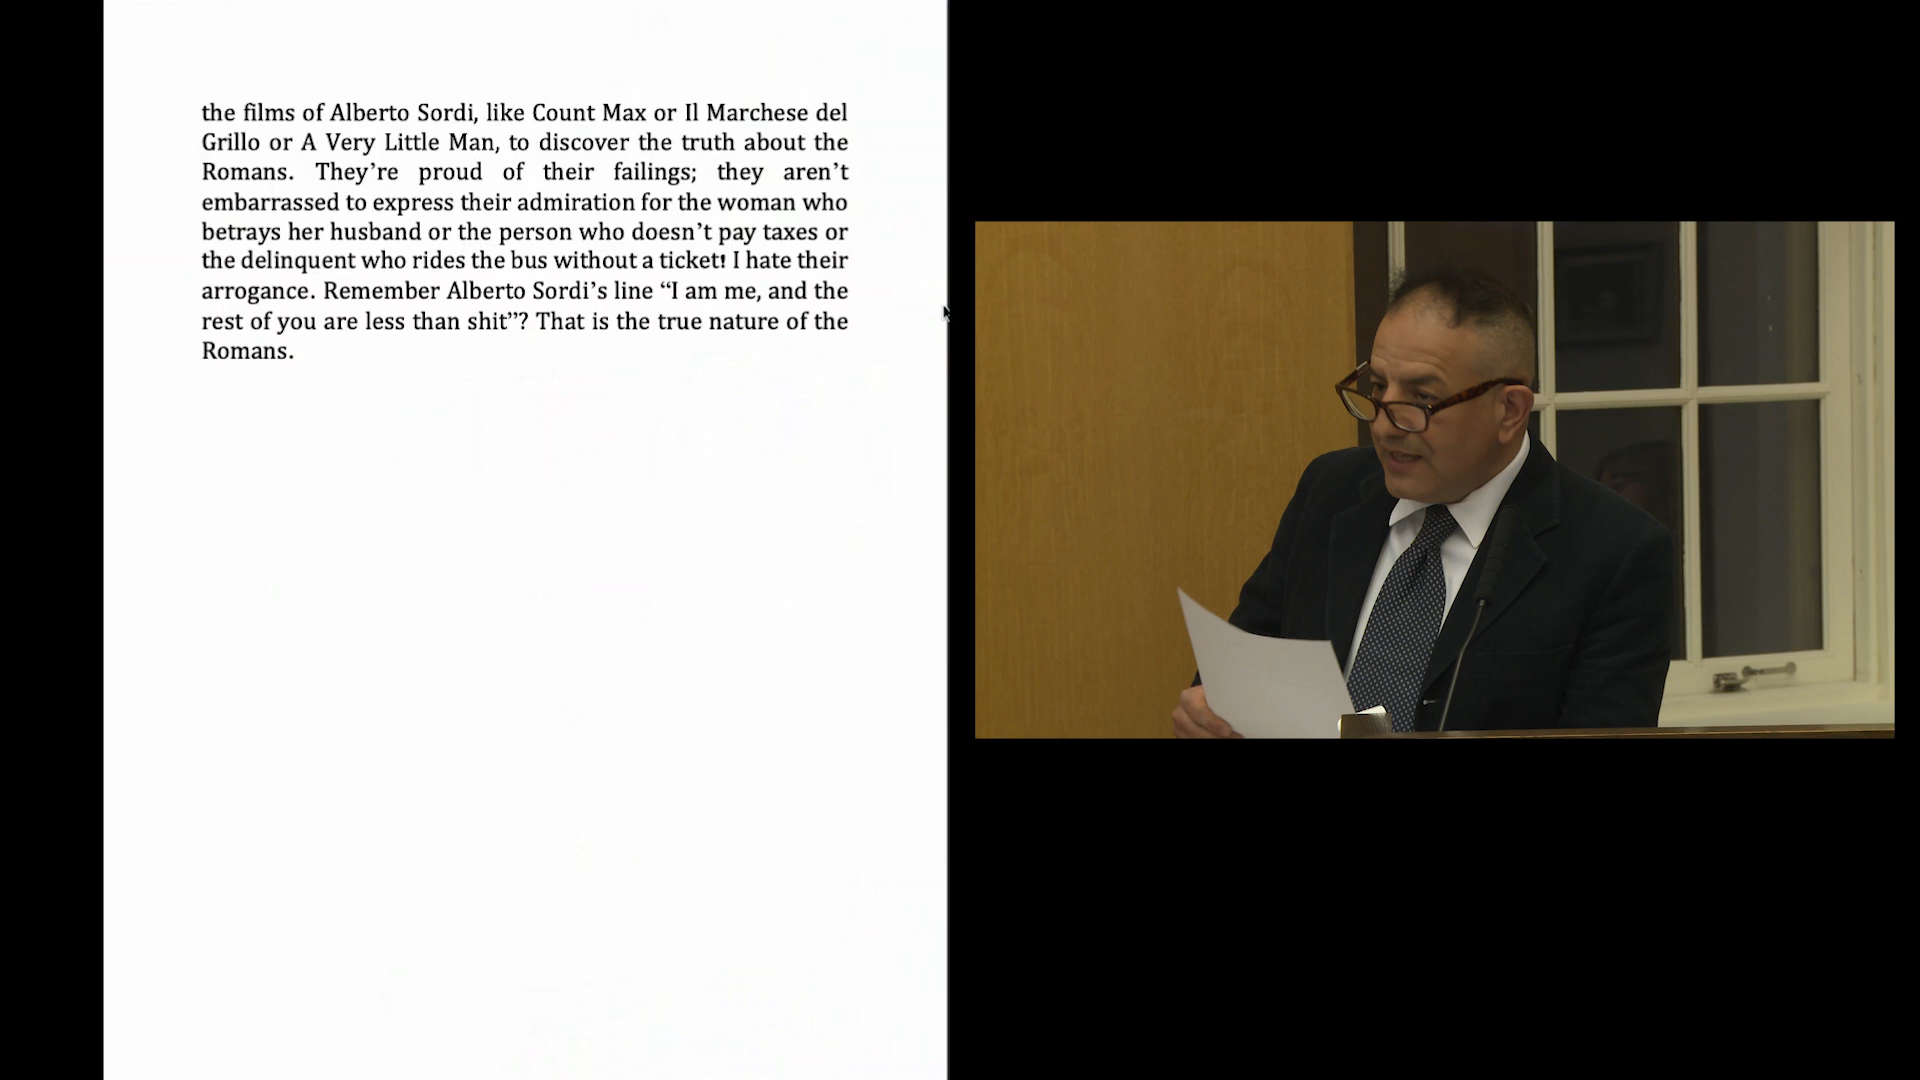 the films of Alberto Sordi, like Count Max or Il Marchese del
Grillo or A Very Little Man, to discover the truth about the
Romans. They’re proud of their failings; they aren’t
embarrassed to express their admiration for the woman who
betrays her husband or the person who doesn’t pay taxes or
the delinquent who rides the bus without a ticket! I hate their
arrogance. Remember Alberto Sordi’s line “I am me, and the
rest of you are less than shit”? That is the true nature of the
Romans.